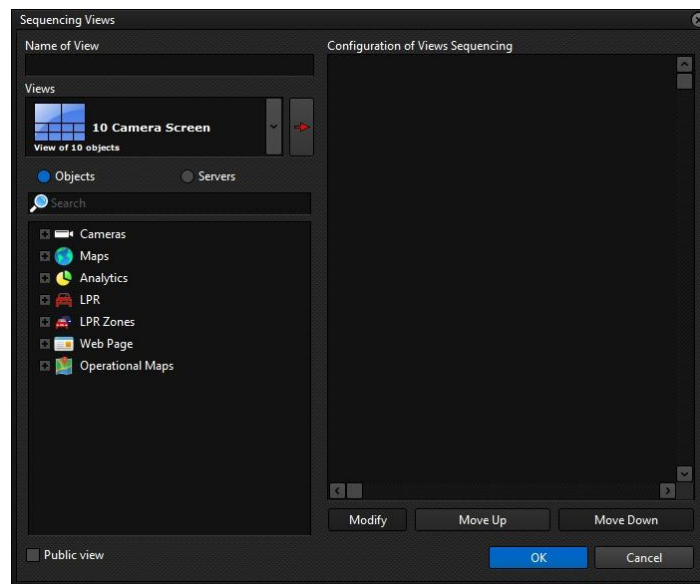 Sequencing Views
Name of View
Views
10 Camera Screen
View of 10 objects
Objects
Servers
Search
Cameras
Maps
Analytics
LPR
LPR Zones
Web Page
Operational Maps
Public view
Configuration of Views Sequencing
Modify
Move Up
Move Down
OK
Cancel